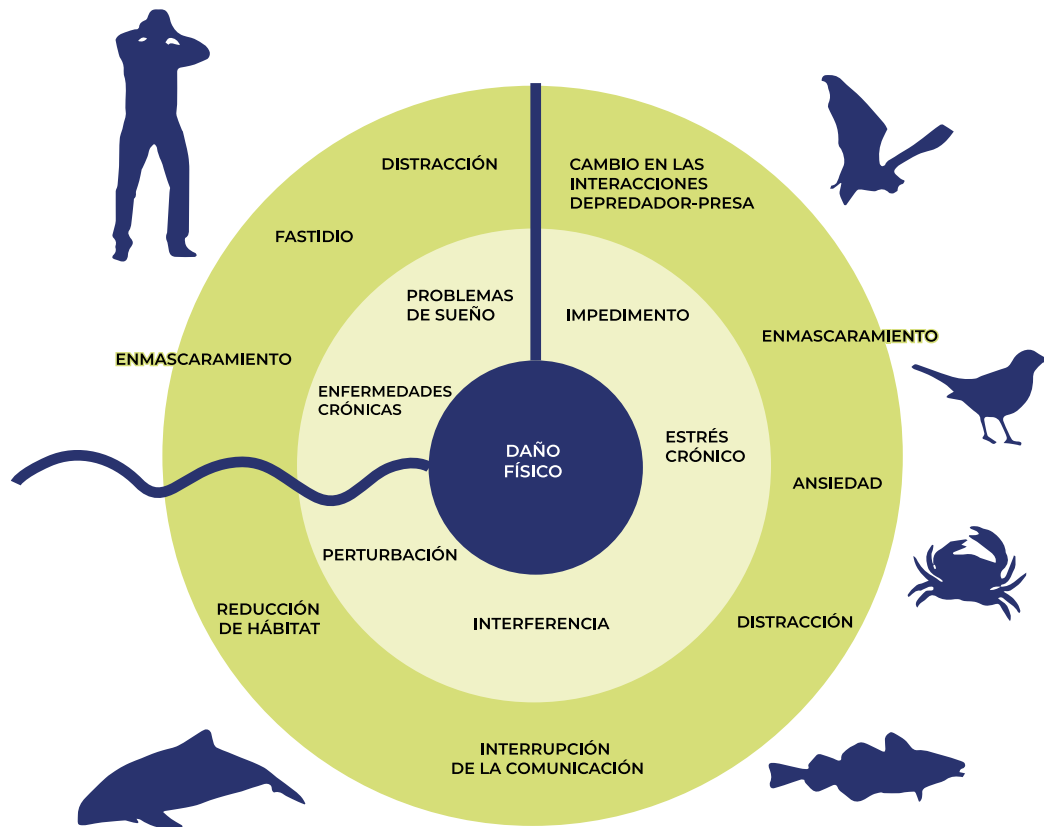 DISTRACCIÓN
CAMBIO EN LAS
INTERACCIONES
DEPREDADOR-PRESA
FASTIDIO
PROBLEMAS
DE SUEÑO
IMPEDIMENTO
ENMASCARAMIENTO
ENMASCARAMIENTO
ENFERMEDADES
CRÓNICAS
DAÑO
FÍSICO
ESTRÉS
CRÓNICO
ANSIEDAD
PERTURBACIÓN
REDUCCIÓN
DE HÁBITAT
INTERFERENCIA
DISTRACCIÓN
INTERRUPCIÓN
DE LA COMUNICACIÓN